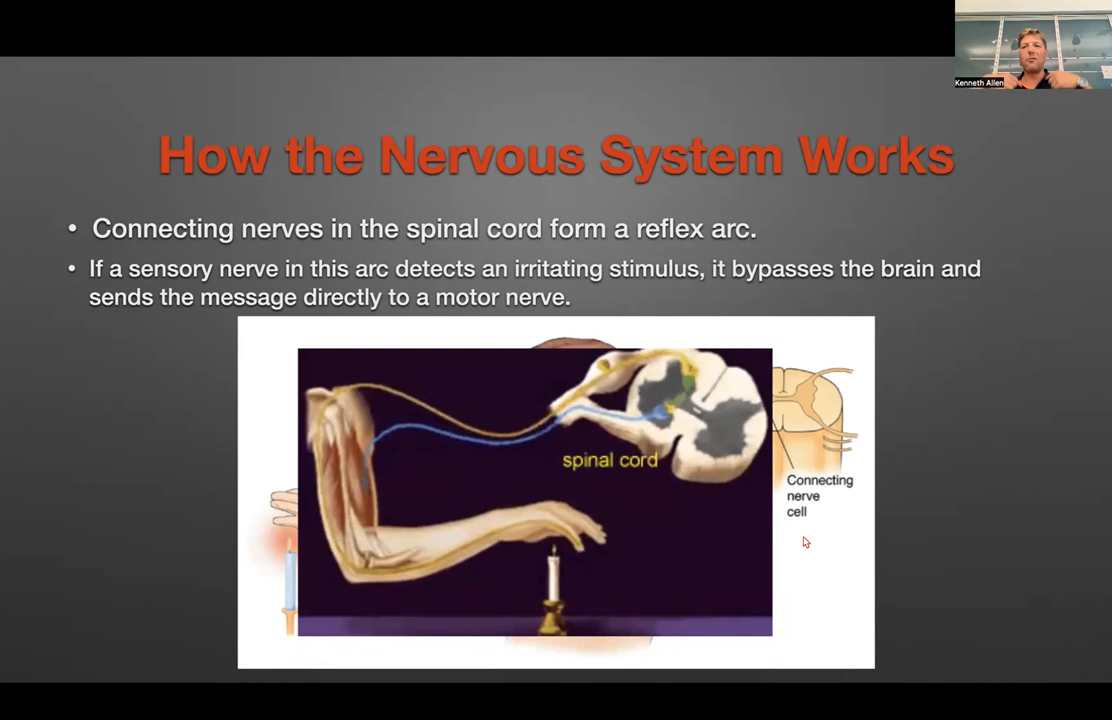 Kenneth Allen
How the Nervous System Works
• Connecting nerves in the spinal cord form a reflex arc.
• If a sensory nerve in this arc detects an irritating stimulus, it bypasses the brain and
sends the message directly to a motor nerve.
spinal cord
Connecting
nerve
cell